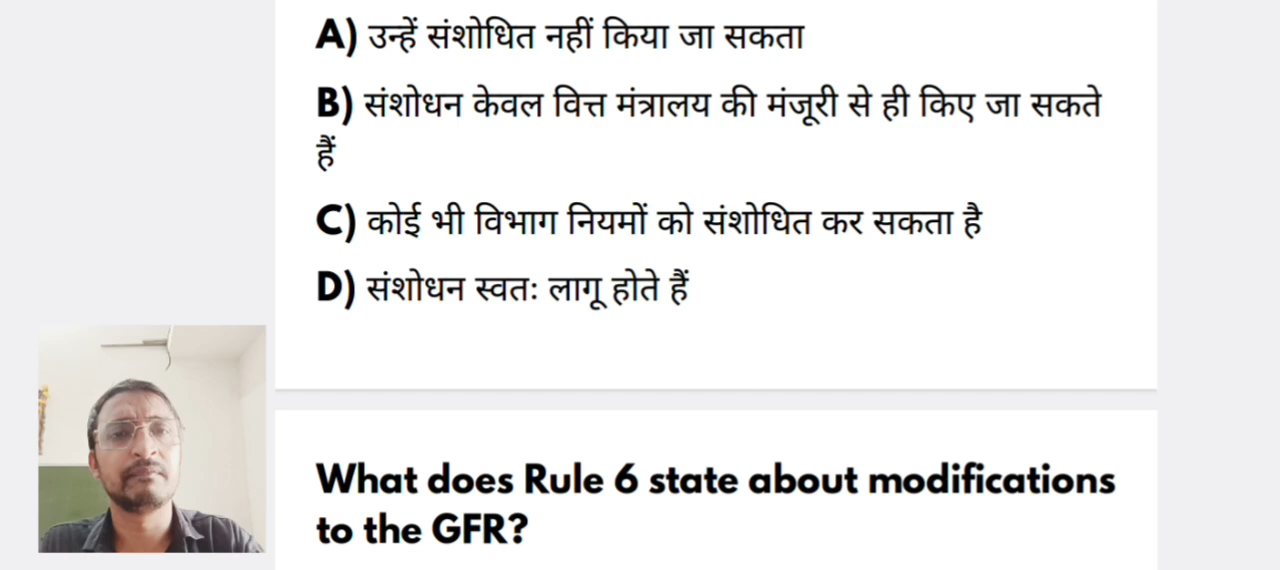 A) उन्हें संशोधित नहीं किया जा सकता
B) संशोधन केवल वित्त मंत्रालय की मंजूरी से ही किए जा सकते
हैं
C) कोई भी विभाग नियमों को संशोधित कर सकता है
D) संशोधन स्वतः लागू होते हैं
What does Rule 6 state about modifications
to the GFR?